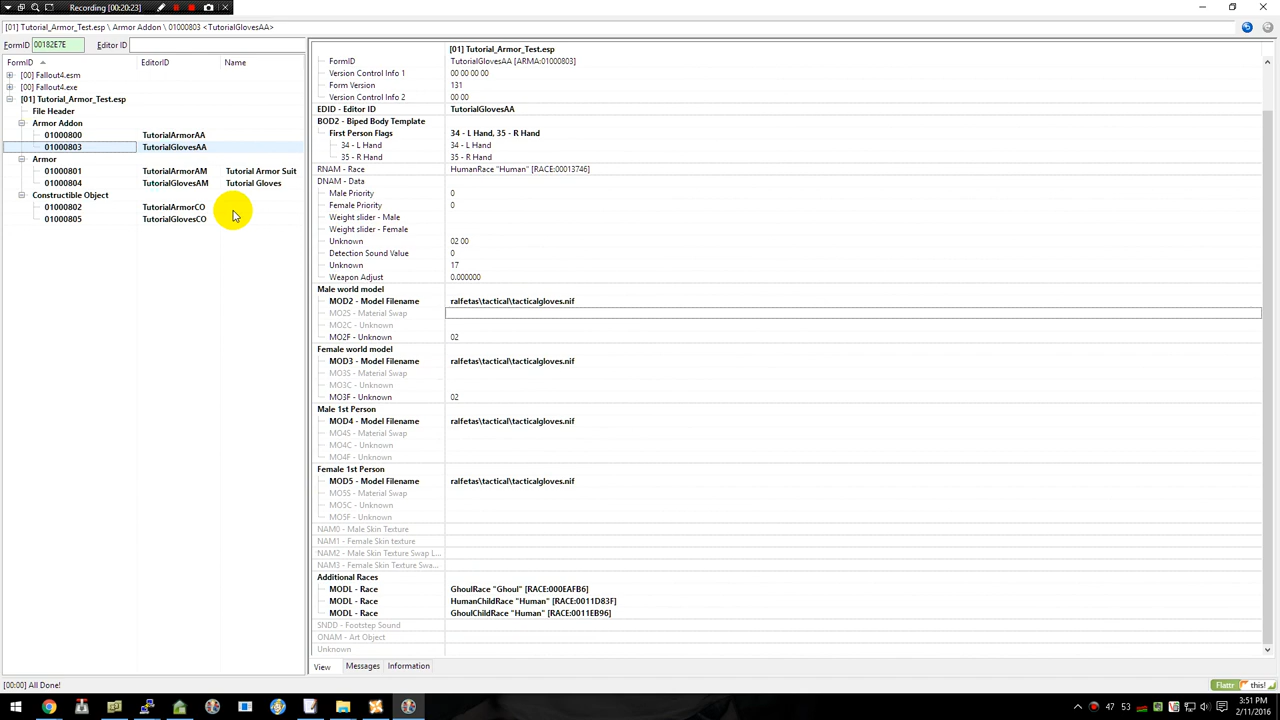 Recording [00:20:23]
[01] Tutorial_Armor_Test.esp \ Armor Addon \ 01000803 <TutorialGlovesAA>
FormID 00182E7E Editor ID
FormID EditorID Name
[00] Fallout4.esm
[00] Fallout4.exe
[01] Tutorial_Armor_Test.esp
File Header
Armor Addon
01000800 TutorialArmorAA
01000803 TutorialGlovesAA
Armor
01000801 TutorialArmorAM Tutorial Armor Suit
01000804 TutorialGlovesAM Tutorial Gloves
Constructible Object
01000802 TutorialArmorCO
01000805 TutorialGlovesCO
[01] Tutorial_Armor_Test.esp
FormID TutorialGlovesAA [ARMA:01000803]
Version Control Info 1 00 00 00 00
Form Version 131
Version Control Info 2 00 00
EDID - Editor ID TutorialGlovesAA
BOD2 - Biped Body Template
First Person Flags 34 - L Hand, 35 - R Hand
34 - L Hand 34 - L Hand
35 - R Hand 35 - R Hand
RNAM - Race HumanRace "Human" [RACE:00013746]
DNAM - Data
Male Priority 0
Female Priority 0
Weight slider - Male
Weight slider - Female
Unknown 02 00
Detection Sound Value 0
Unknown 17
Weapon Adjust 0.000000
Male world model
MOD2 - Model Filename ralfetas\tactical\tacticalgloves.nif
MO2S - Material Swap
MO2C - Unknown
MO2F - Unknown 02
Female world model
MOD3 - Model Filename ralfetas\tactical\tacticalgloves.nif
MO3S - Material Swap
MO3C - Unknown
MO3F - Unknown 02
Male 1st Person
MOD4 - Model Filename ralfetas\tactical\tacticalgloves.nif
MO4S - Material Swap
MO4C - Unknown
MO4F - Unknown
Female 1st Person
MOD5 - Model Filename ralfetas\tactical\tacticalgloves.nif
MO5S - Material Swap
MO5C - Unknown
MO5F - Unknown
NAM0 - Male Skin Texture
NAM1 - Female Skin texture
NAM2 - Male Skin Texture Swap L...
NAM3 - Female Skin Texture Swa...
Additional Races
MODL - Race GhoulRace "Ghoul" [RACE:000EAFB6]
MODL - Race HumanChildRace "Human" [RACE:0011D83F]
MODL - Race GhoulChildRace "Human" [RACE:0011EB96]
SNDD - Footstep Sound
ONAM - Art Object
Unknown
View Messages Information
[00:00] All Done!
Flattr this!
47 53
3:51 PM
2/11/2016